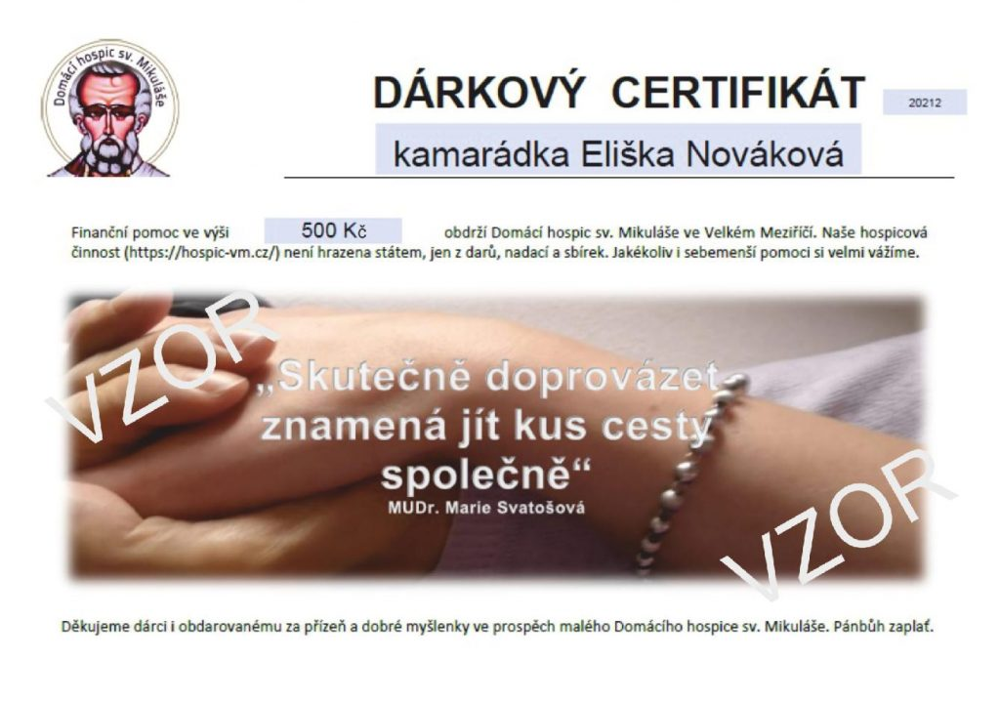 Domácí hospic sv. Mikuláše
DÁRKOVÝ CERTIFIKÁT
20212
kamarádka Eliška Nováková
Finanční pomoc ve výši 500 Kč obdrží Domácí hospic sv. Mikuláše ve Velkém Meziříčí. Naše hospicová
činnost (https://hospic-vm.cz/) není hrazena státem, jen z darů, nadací a sbírek. Jakékoliv i sebemenší pomoci si velmi vážíme.
VZOR
„Skutečně doprovázet
znamená jít kus cesty
společně“
MUDr. Marie Svatošová
VZOR
Děkujeme dárci i obdarovanému za přízeň a dobré myšlenky ve prospěch malého Domácího hospice sv. Mikuláše. Pánbůh zaplať.